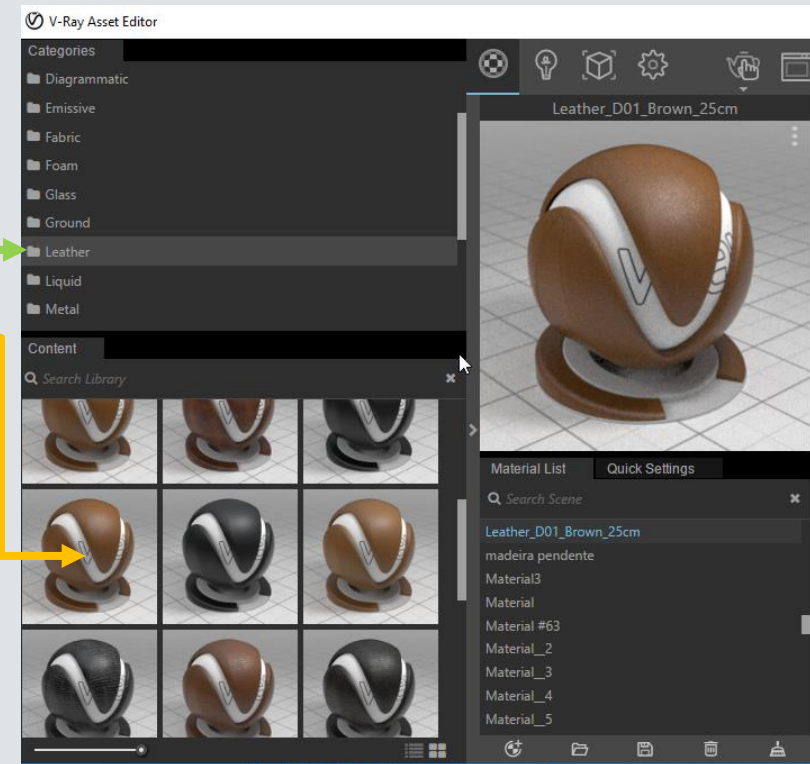 V-Ray Asset Editor
Categories
Diagrammatic
Emissive
Fabric
Foam
Glass
Ground
Leather
Liquid
Metal
Content
Search Library
Leather_D01_Brown_25cm
Material List
Quick Settings
Search Scene
Leather_D01_Brown_25cm
madeira pendente
Material3
Material
Material #63
Material__2
Material__3
Material__4
Material__5